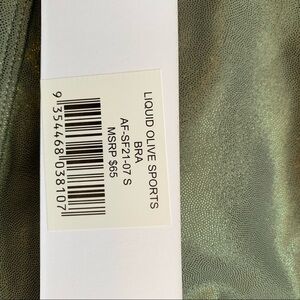 LIQUID OLIVE SPORTS
BRA
AF-SF21-07 S
MSRP $65
9 354468 038107